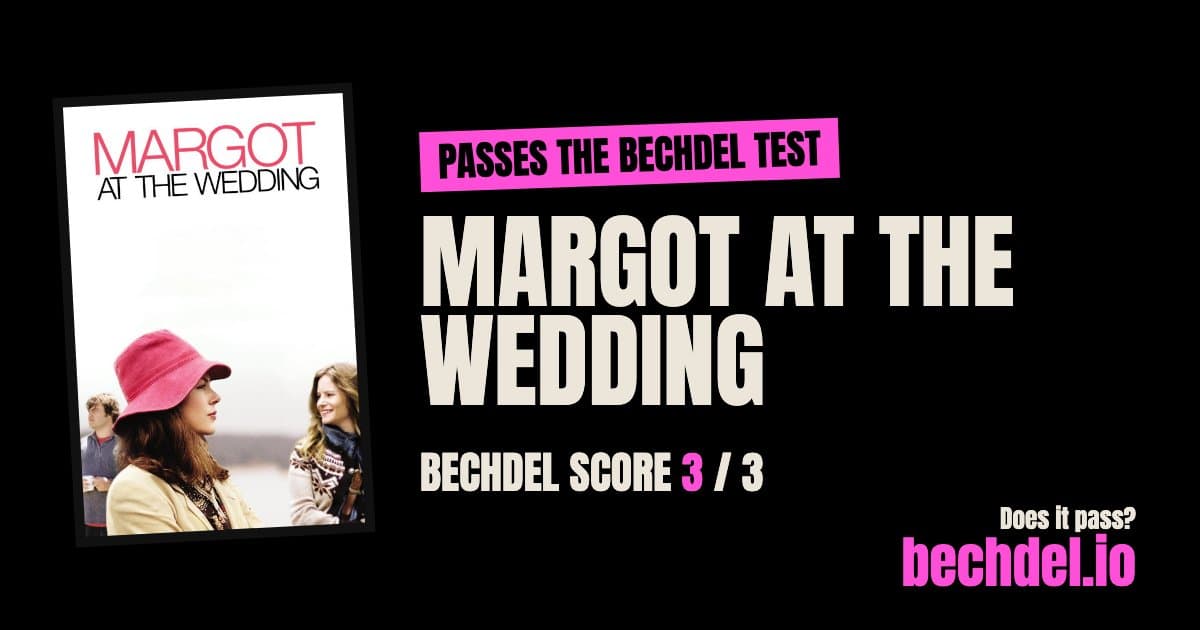 MARGOT
AT THE WEDDING
PASSES THE BECHDEL TEST
MARGOT AT THE
WEDDING
BECHDEL SCORE 3 / 3
Does it pass?
bechdel.io